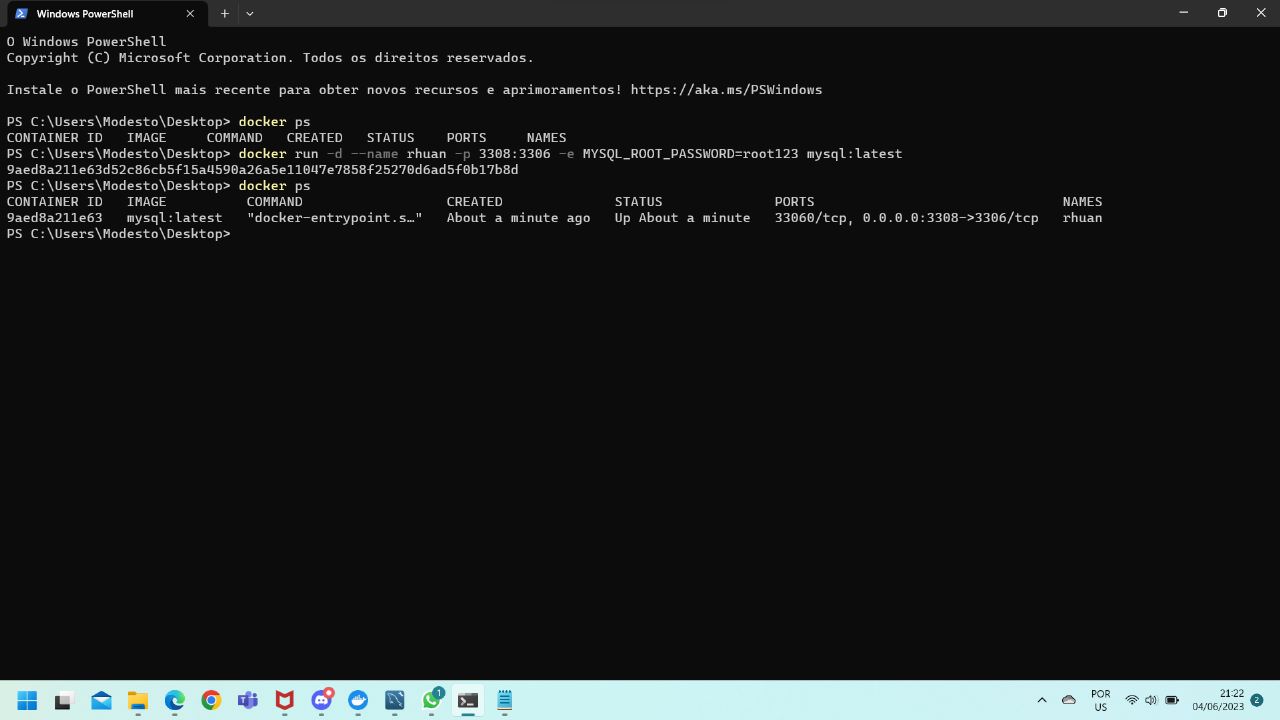 Windows PowerShell
O Windows PowerShell
Copyright (C) Microsoft Corporation. Todos os direitos reservados.
Instale o PowerShell mais recente para obter novos recursos e aprimoramentos! https://aka.ms/PSWindows
PS C:\Users\Modesto\Desktop> docker ps
CONTAINER ID   IMAGE     COMMAND   CREATED   STATUS    PORTS     NAMES
PS C:\Users\Modesto\Desktop> docker run -d --name rhuan -p 3308:3306 -e MYSQL_ROOT_PASSWORD=root123 mysql:latest
9aed8a211e63d52c86cb5f15a4590a26a5e11047e7858f25270d6ad5f0b17b8d
PS C:\Users\Modesto\Desktop> docker ps
CONTAINER ID   IMAGE          COMMAND                  CREATED              STATUS              PORTS                               NAMES
9aed8a211e63   mysql:latest   "docker-entrypoint.s…"   About a minute ago   Up About a minute   33060/tcp, 0.0.0.0:3308->3306/tcp   rhuan
PS C:\Users\Modesto\Desktop>
1
POR
US
21:22
04/06/2023
2